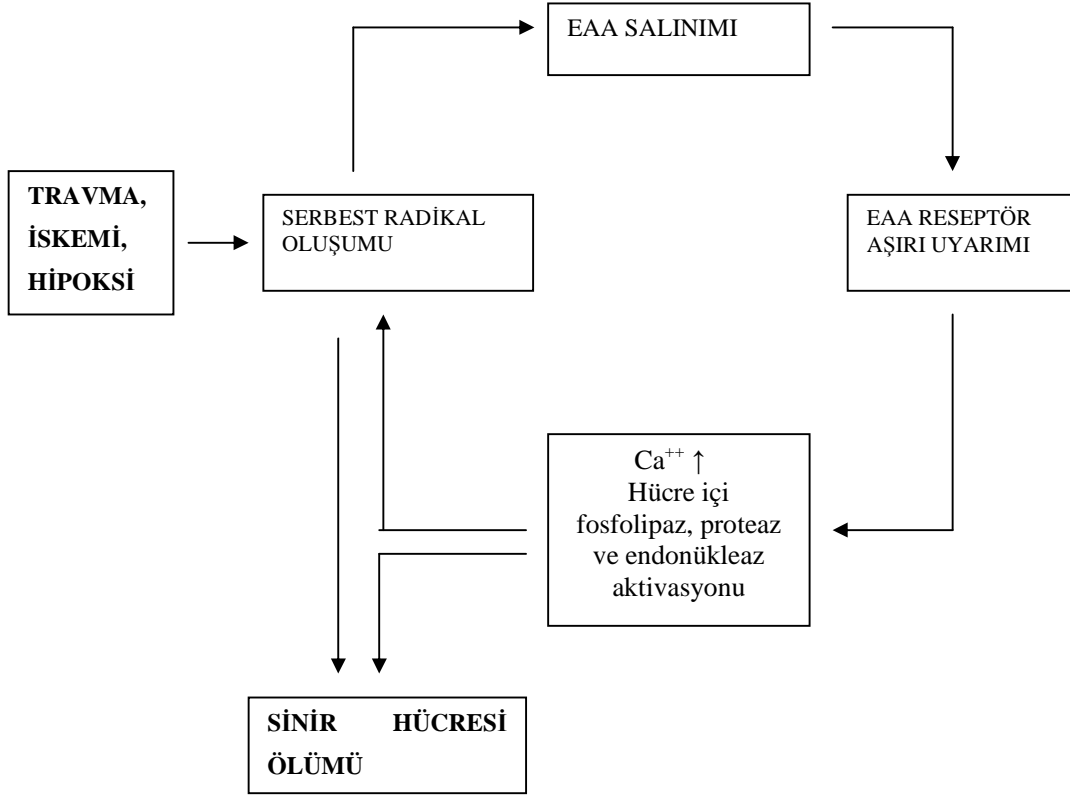 EAA SALINIMI
TRAVMA,
İSKEMİ,
HİPOKSİ
SERBEST RADİKAL
OLUŞUMU
EAA RESEPTÖR
AŞIRI UYARIMI
Ca⁺⁺ ↑
Hücre içi
fosfolipaz, proteaz
ve endonükleaz
aktivasyonu
SİNİR HÜCRESİ
ÖLÜMÜ